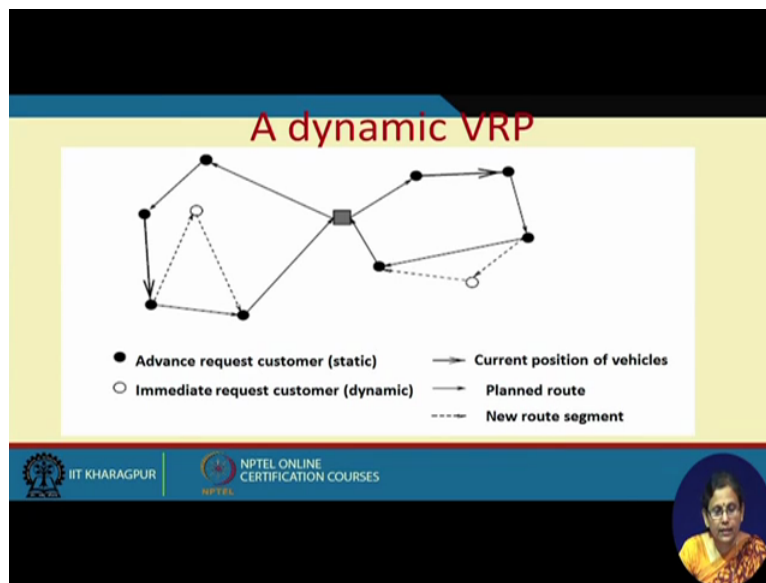 A dynamic VRP
Advance request customer (static)
Immediate request customer (dynamic)
Current position of vehicles
Planned route
New route segment
IIT KHARAGPUR
NPTEL
NPTEL ONLINE
CERTIFICATION COURSES